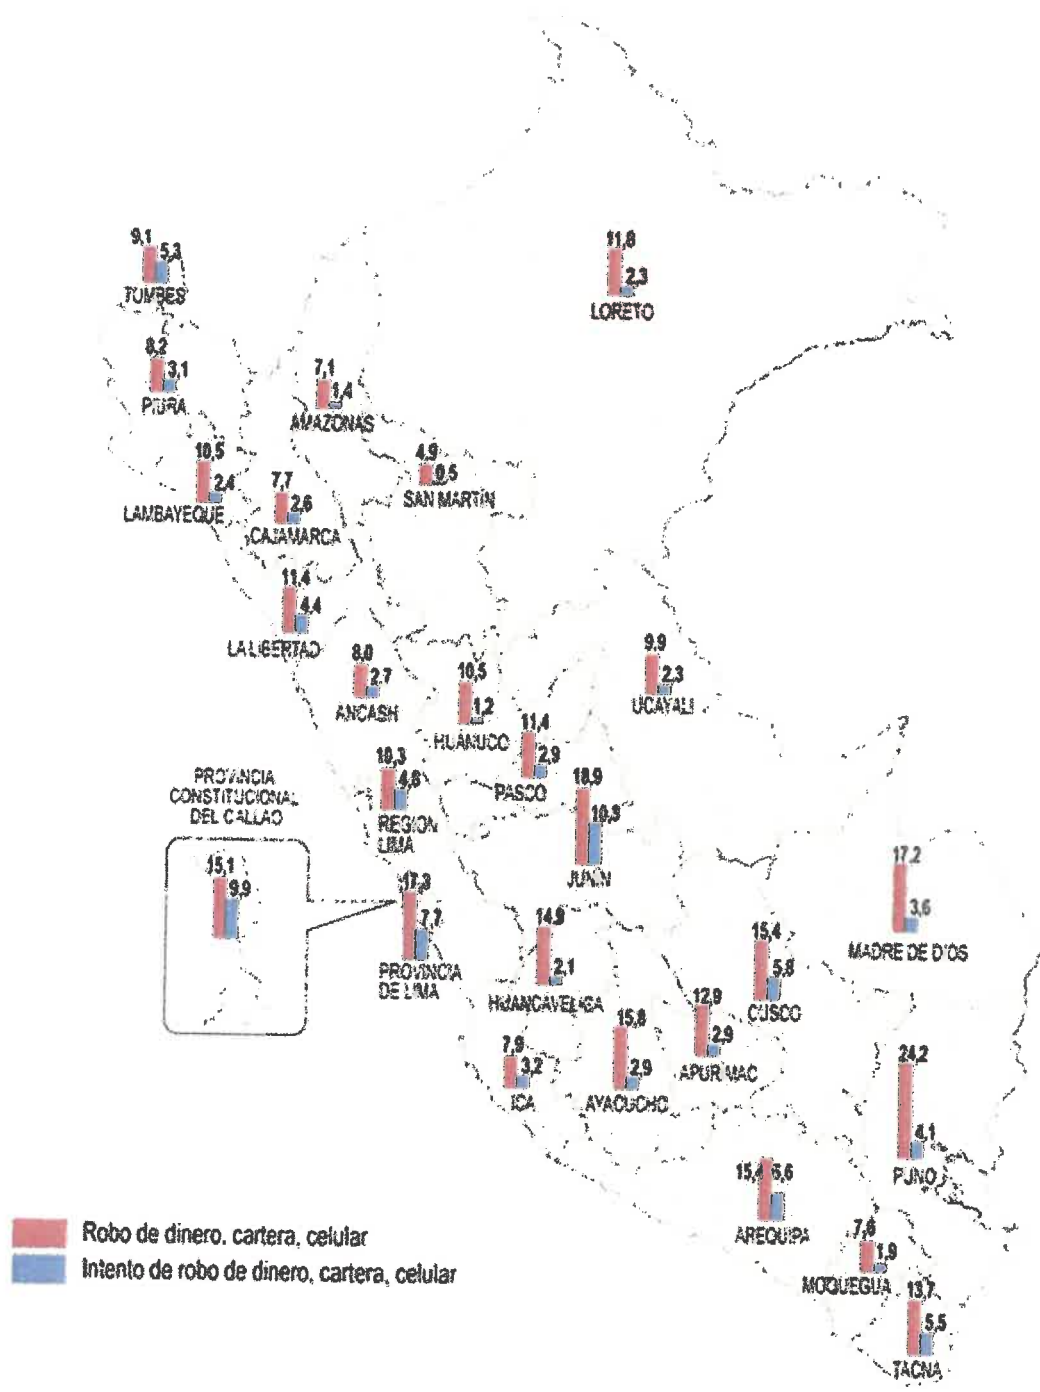 9,1
5,3
TUMBES
11,8
2,3
LORETO
8,2
3,1
PIURA
7,1
1,4
AMAZONAS
10,5
2,4
LAMBAYEQUE
4,9
0,5
SAN MARTÍN
7,7
2,6
CAJAMARCA
11,4
4,4
LA LIBERTAD
8,0
2,7
ANCASH
10,5
1,2
HUÁNUCO
9,9
2,3
UCAYALI
11,4
2,9
PASCO
10,3
4,8
REGIÓN
LIMA
18,9
10,3
JUNÍN
PROVINCIA
CONSTITUCIONAL
DEL CALLAO
15,1
9,9
17,3
7,7
PROVINCIA
DE LIMA
17,2
3,6
MADRE DE DIOS
14,9
2,1
HUANCAVELICA
15,4
5,8
CUSCO
12,9
2,9
APURÍMAC
15,8
2,9
AYACUCHO
7,9
3,2
ICA
24,2
4,1
PUNO
15,4
6,6
AREQUIPA
7,6
1,9
MOQUEGUA
13,7
5,5
TACNA
Robo de dinero, cartera, celular
Intento de robo de dinero, cartera, celular